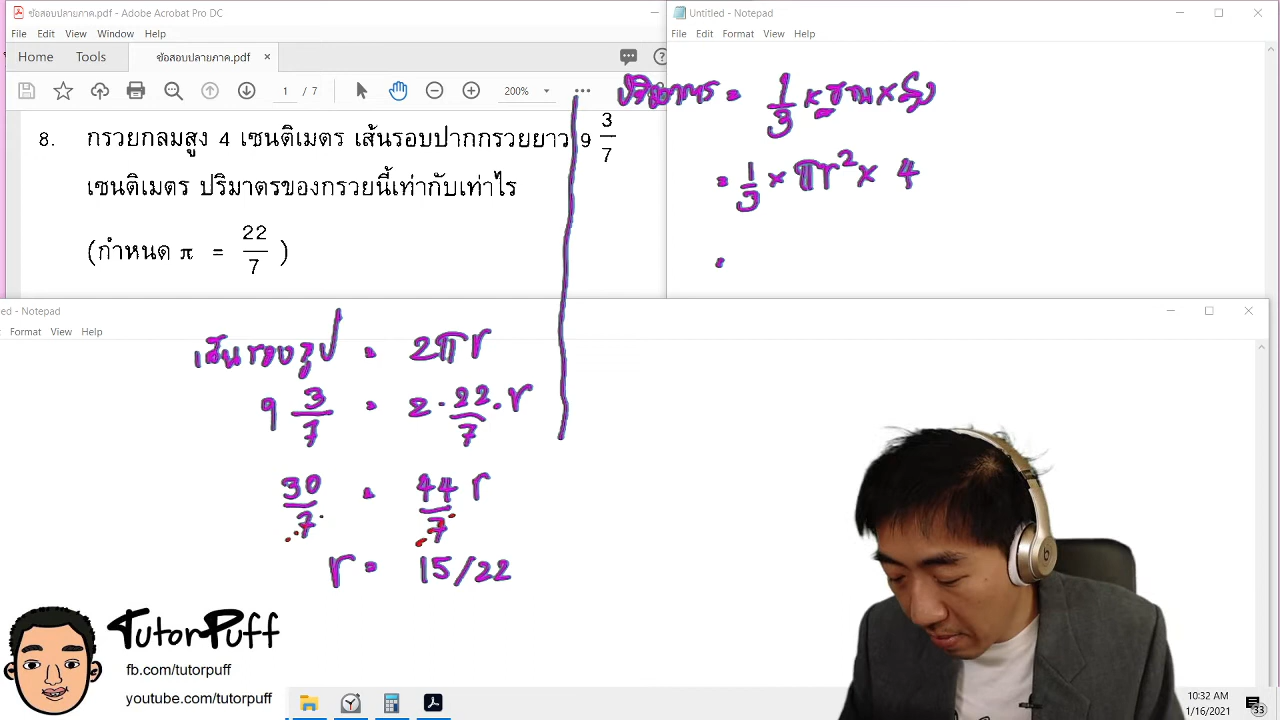 ข้อสอบปลายภาค.pdf - Adobe Acrobat Pro DC
File Edit View Window Help
Home Tools ข้อสอบปลายภาค.pdf ×
1 / 7 200%
8. กรวยกลมสูง 4 เซนติเมตร เส้นรอบปากกรวยยาว 9 3/7
เซนติเมตร ปริมาตรของกรวยนี้เท่ากับเท่าไร
(กำหนด π = 22/7 )
Untitled - Notepad
File Edit Format View Help
ปริมาตร = 1/3 × ฐาน × สูง
= 1/3 × πr² × 4
=
ed - Notepad
Format View Help
เส้นรอบรูป = 2πr
9 3/7 = 2 · 22/7 · r
30/7 = 44/7 r
r = 15/22
TutorPuff
fb.com/tutorpuff
youtube.com/tutorpuff
10:32 AM
1/16/2021
33